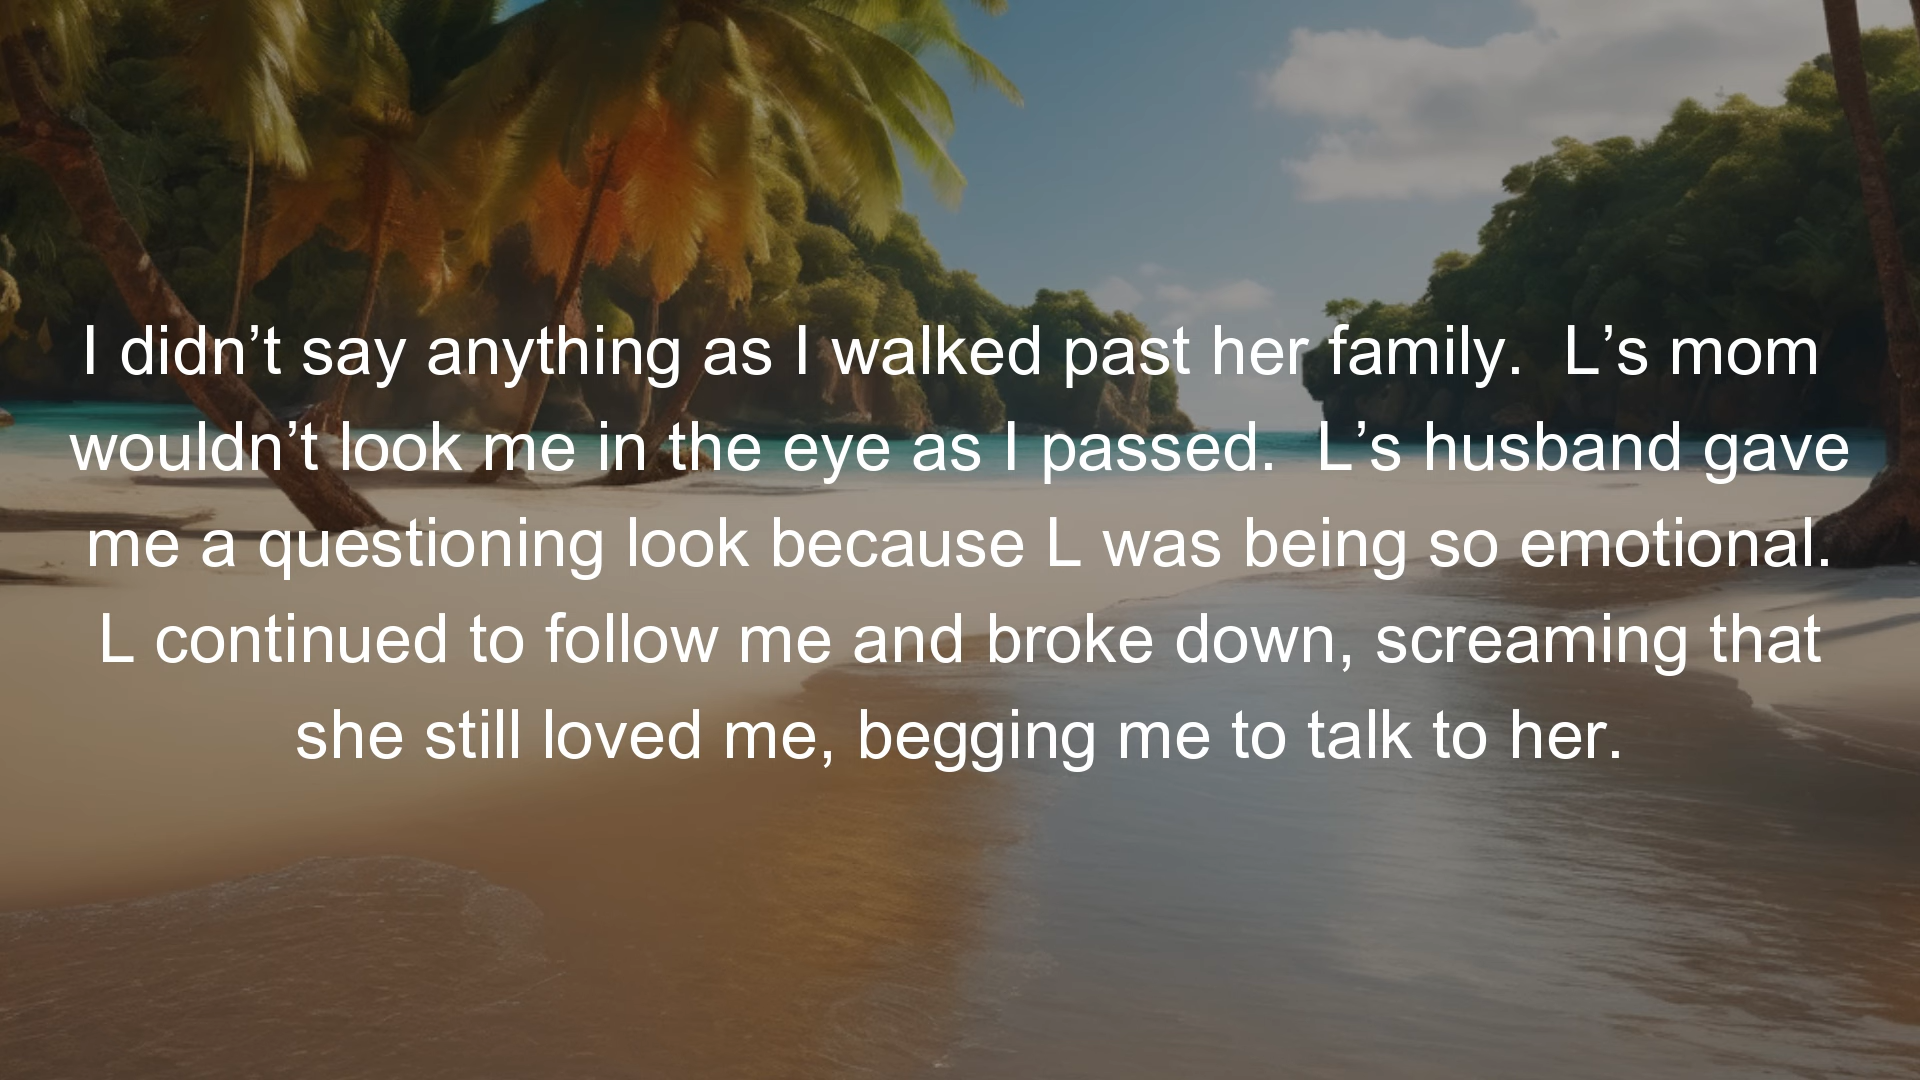 I didn’t say anything as I walked past her family.  L’s mom
wouldn’t look me in the eye as I passed.  L’s husband gave
me a questioning look because L was being so emotional.
L continued to follow me and broke down, screaming that
she still loved me, begging me to talk to her.